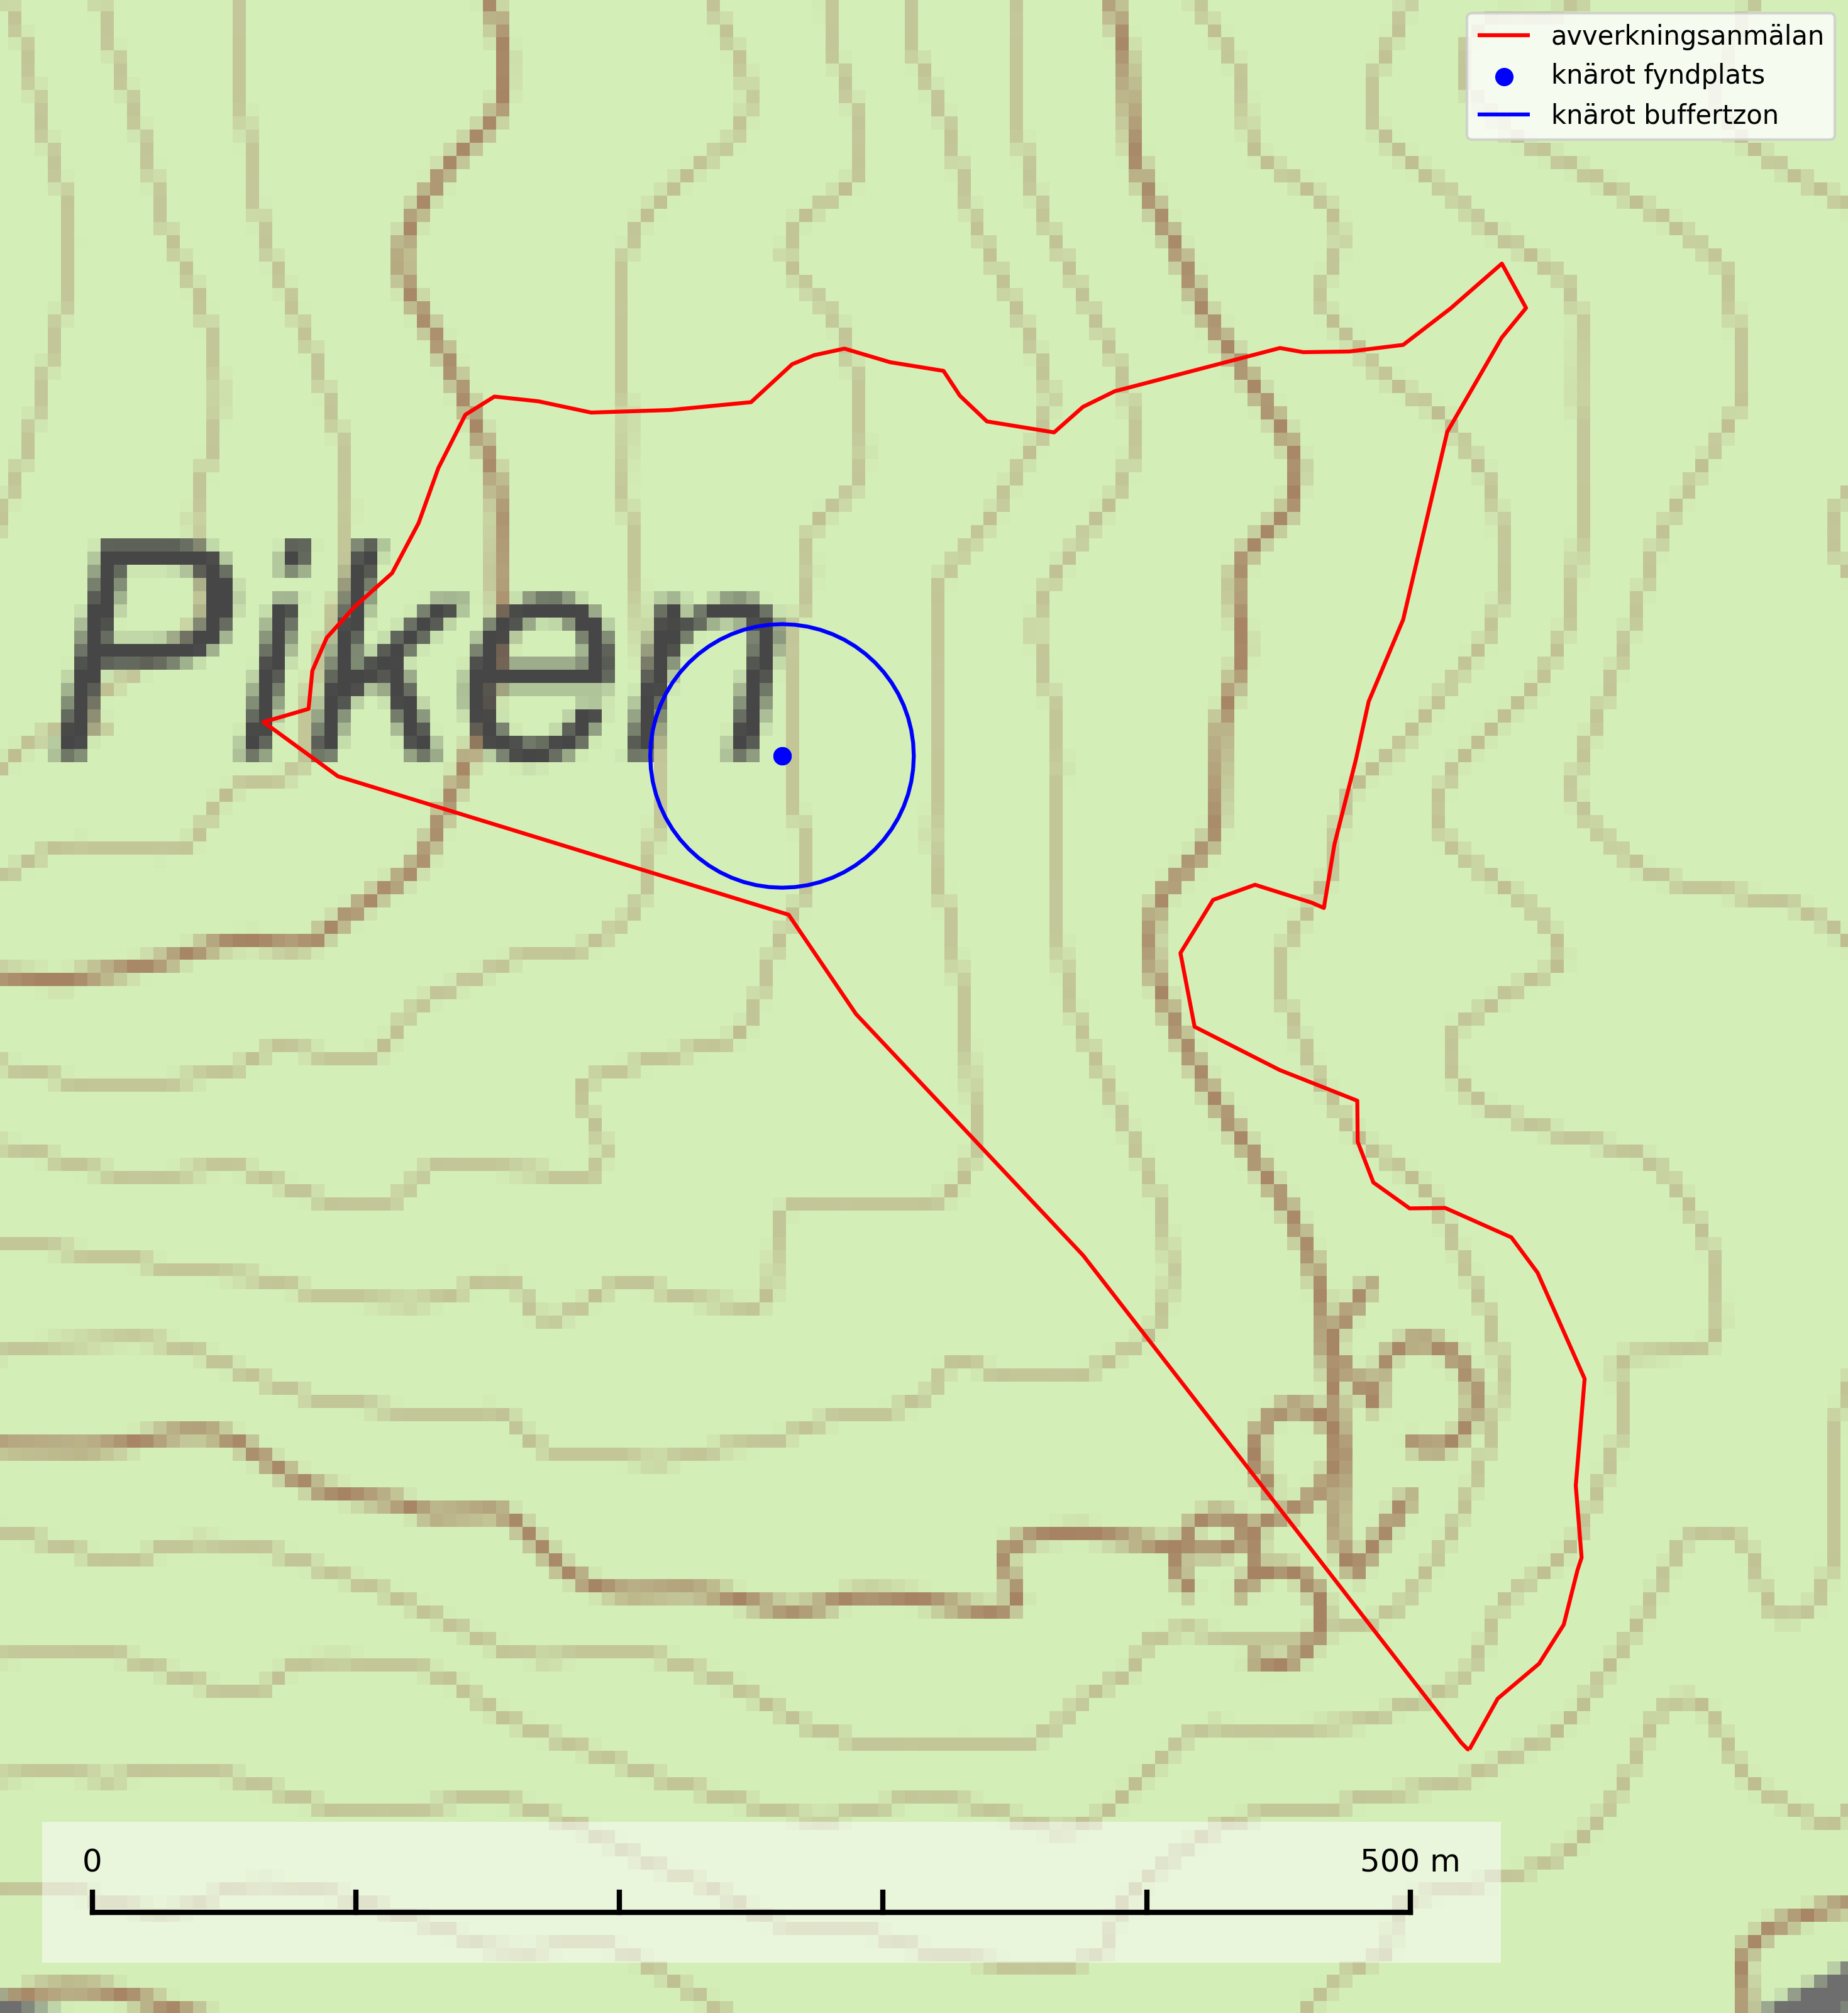 avverkningsanmälan
knärot fyndplats
knärot buffertzon
Piken
0 500 m